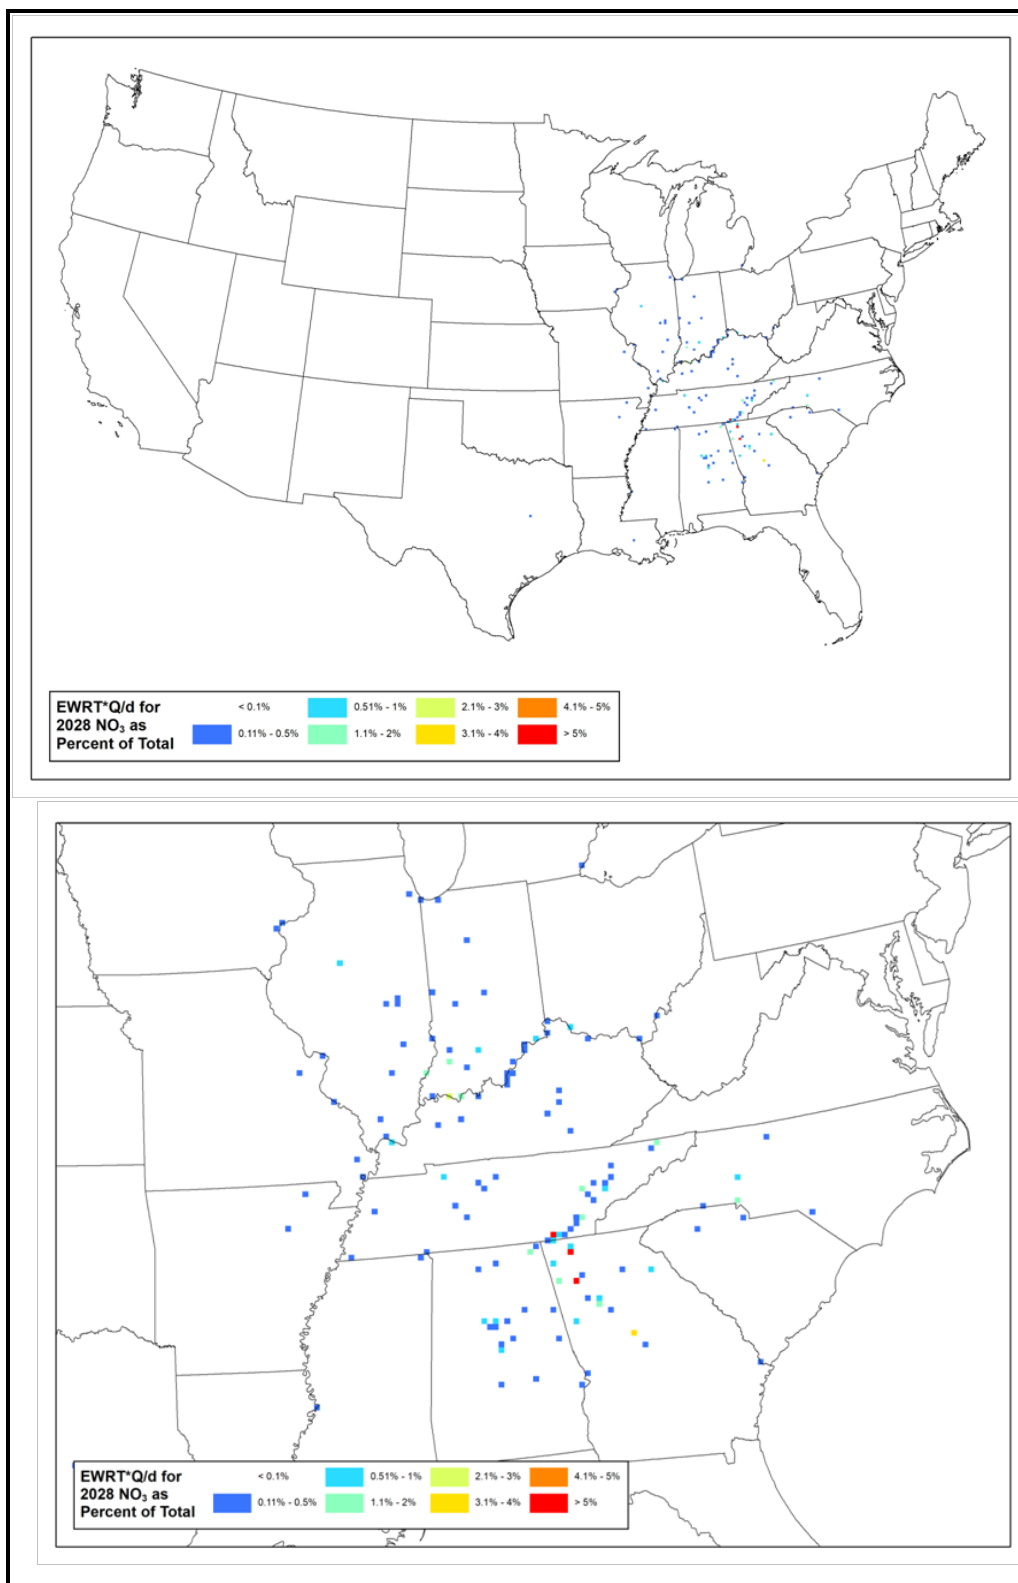 EWRT*Q/d for
2028 NO₃ as
Percent of Total
< 0.1% 0.51% - 1% 2.1% - 3% 4.1% - 5%
0.11% - 0.5% 1.1% - 2% 3.1% - 4% > 5%
EWRT*Q/d for
2028 NO₃ as
Percent of Total
< 0.1% 0.51% - 1% 2.1% - 3% 4.1% - 5%
0.11% - 0.5% 1.1% - 2% 3.1% - 4% > 5%